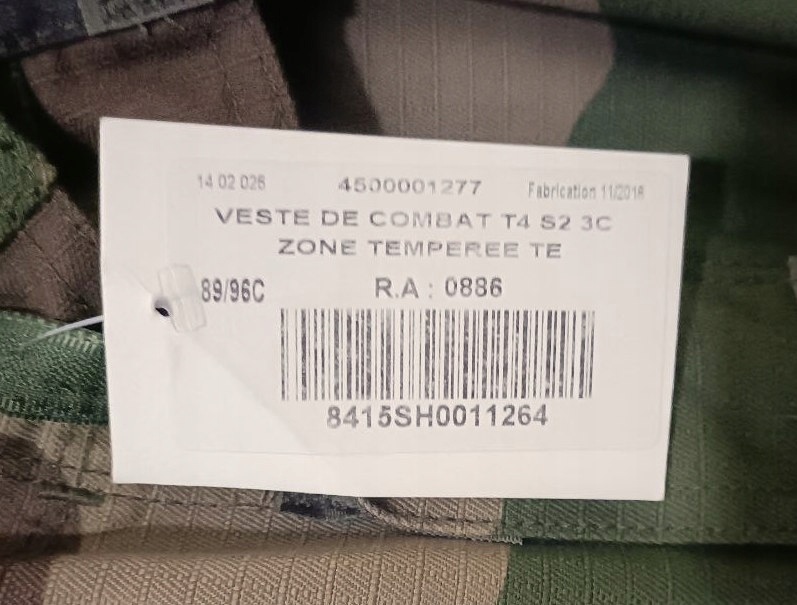 14 02 026 4500001277 Fabrication 11/2018
VESTE DE COMBAT T4 S2 3C
ZONE TEMPEREE TE
89/96C R.A : 0886
8415SH0011264